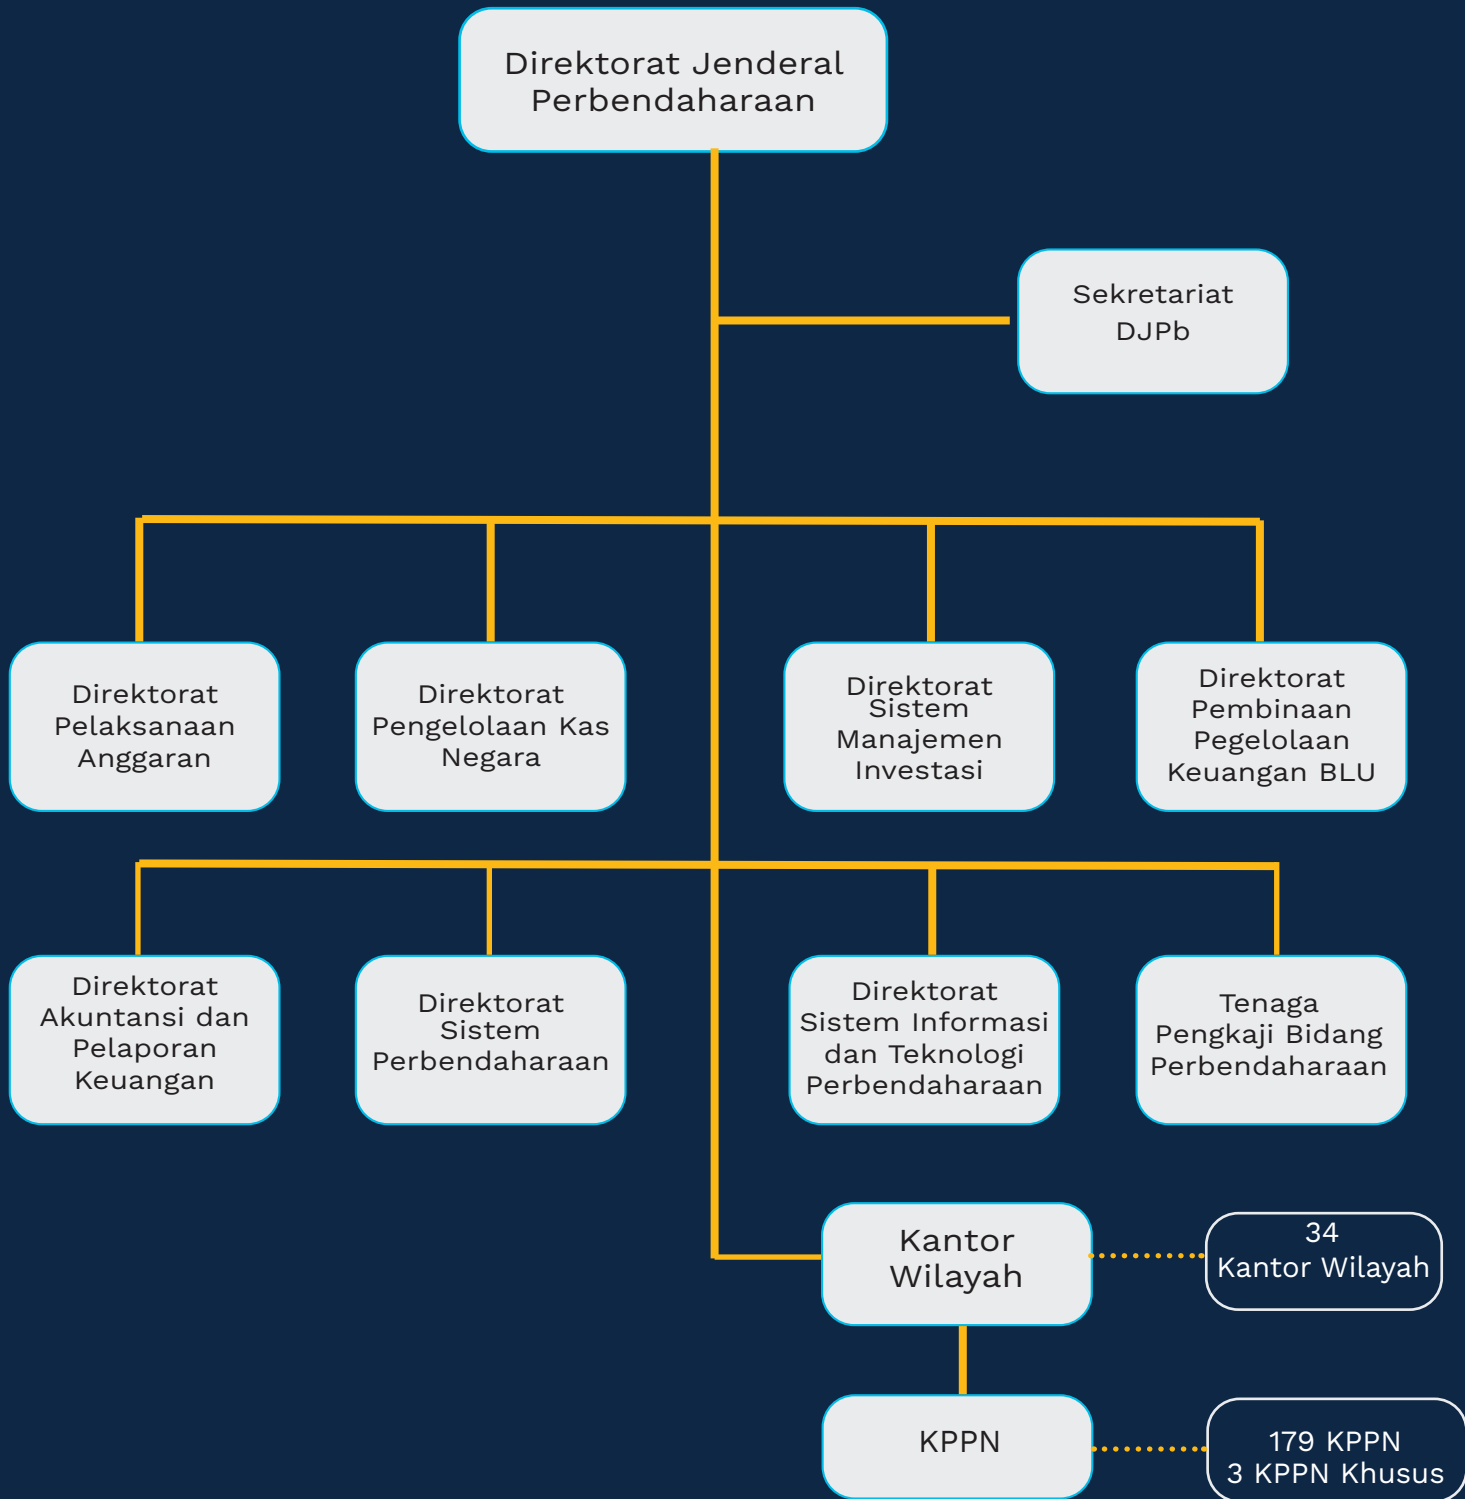 Direktorat Jenderal
Perbendaharaan
Sekretariat
DJPb
Direktorat
Pelaksanaan
Anggaran
Direktorat
Pengelolaan Kas
Negara
Direktorat
Sistem
Manajemen
Investasi
Direktorat
Pembinaan
Pegelolaan
Keuangan BLU
Direktorat
Akuntansi dan
Pelaporan
Keuangan
Direktorat
Sistem
Perbendaharaan
Direktorat
Sistem Informasi
dan Teknologi
Perbendaharaan
Tenaga
Pengkaji Bidang
Perbendaharaan
Kantor
Wilayah
34
Kantor Wilayah
KPPN
179 KPPN
3 KPPN Khusus